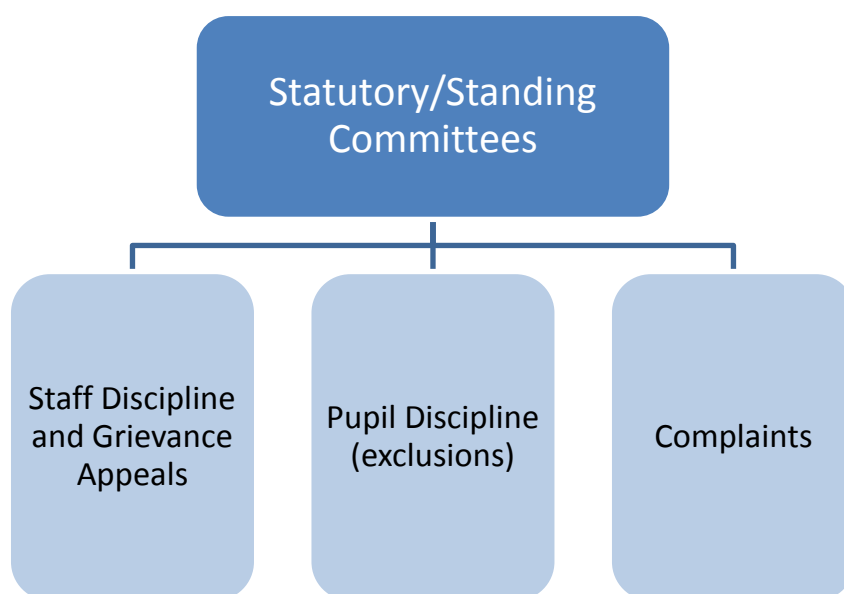 Statutory/Standing
Committees
Staff Discipline
and Grievance
Appeals
Pupil Discipline
(exclusions)
Complaints